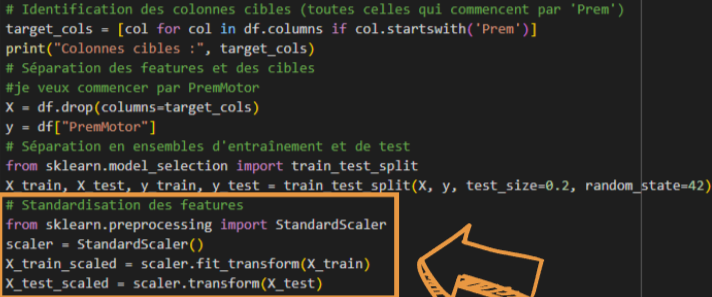 # Identification des colonnes cibles (toutes celles qui commencent par 'Prem')
target_cols = [col for col in df.columns if col.startswith('Prem')]
print("Colonnes cibles :", target_cols)
# Séparation des features et des cibles
#je veux commencer par PremMotor
X = df.drop(columns=target_cols)
y = df["PremMotor"]
# Séparation en ensembles d'entraînement et de test
from sklearn.model_selection import train_test_split
X_train, X_test, y_train, y_test = train_test_split(X, y, test_size=0.2, random_state=42)
# Standardisation des features
from sklearn.preprocessing import StandardScaler
scaler = StandardScaler()
X_train_scaled = scaler.fit_transform(X_train)
X_test_scaled = scaler.transform(X_test)